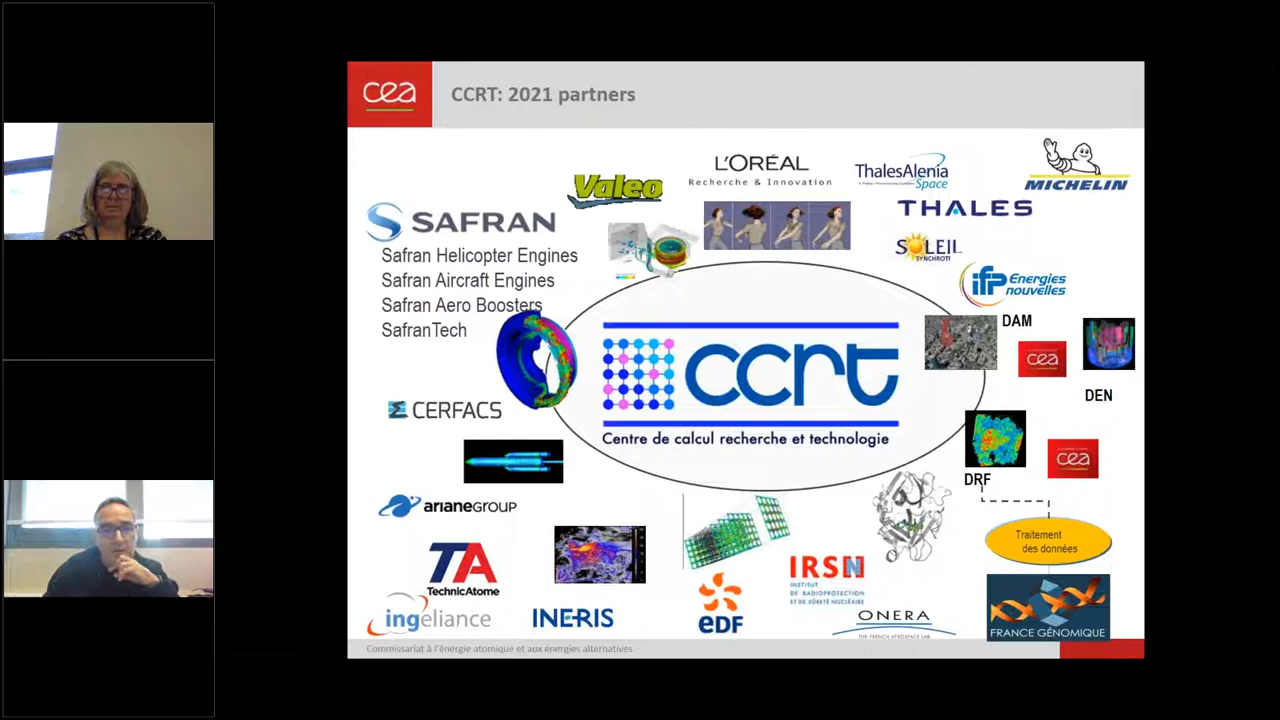 cea
CCRT: 2021 partners
Valeo
L'ORÉAL
Recherche & Innovation
ThalesAlenia
Space
MICHELIN
THALES
SAFRAN
Safran Helicopter Engines
Safran Aircraft Engines
Safran Aero Boosters
SafranTech
SOLEIL
SYNCHROTR
ifp Energies
nouvelles
DAM
cea
DEN
ccrt
Centre de calcul recherche et technologie
CERFACS
cea
DRF
arianeGROUP
Traitement
des données
TA
TechnicAtome
IRSN
INSTITUT
DE RADIOPROTECTION
ET DE SÛRETÉ NUCLÉAIRE
ingeliance
INERIS
eDF
ONERA
THE FRENCH AEROSPACE LAB
FRANCE GÉNOMIQUE
Commissariat à l'énergie atomique et aux énergies alternatives